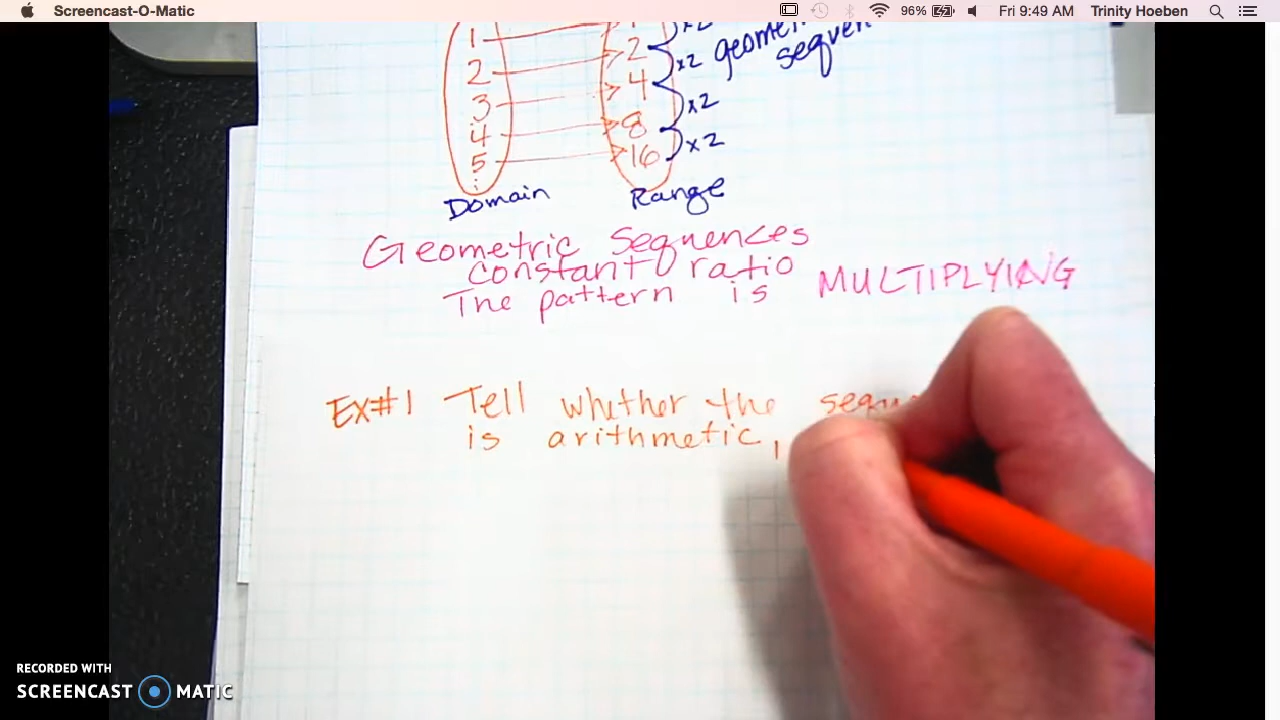 Screencast-O-Matic 96% Fri 9:49 AM Trinity Hoeben
1 x2
2 2 x2
3 4 x2
4 8 x2
5 16
Domain Range
Geometric Sequences
constant ratio
The pattern is MULTIPLYING
Ex#1 Tell whether the
is arithmetic,
RECORDED WITH
SCREENCAST MATIC